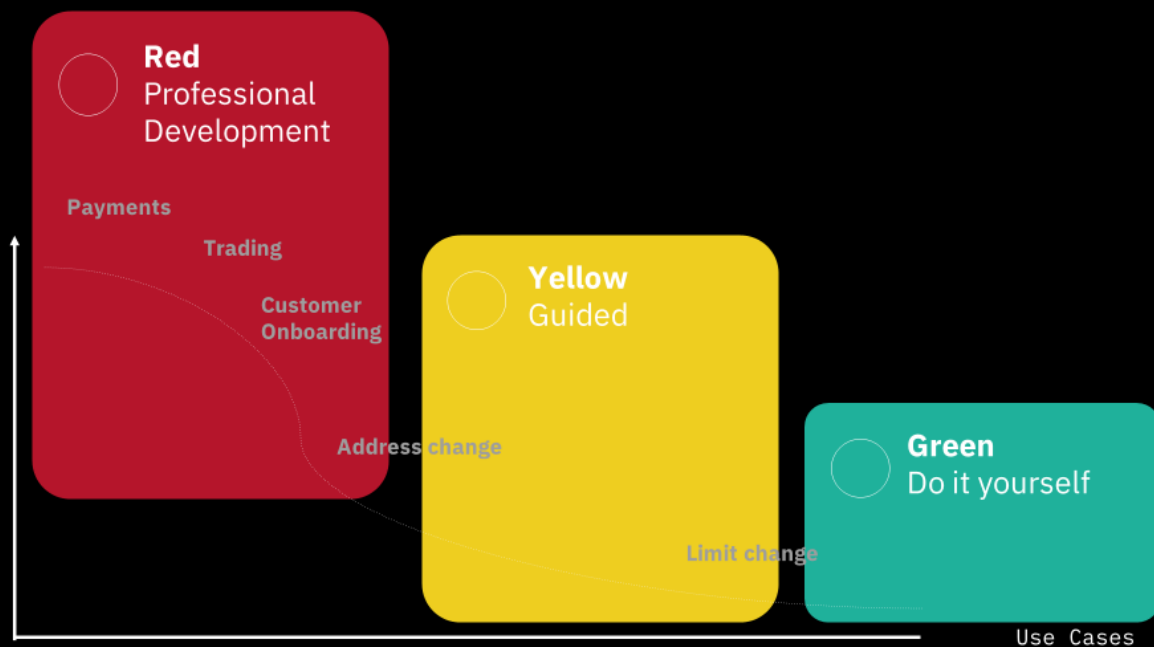 Red
Professional
Development
Payments
Trading
Customer
Onboarding
Address change
Yellow
Guided
Limit change
Green
Do it yourself
Use Cases